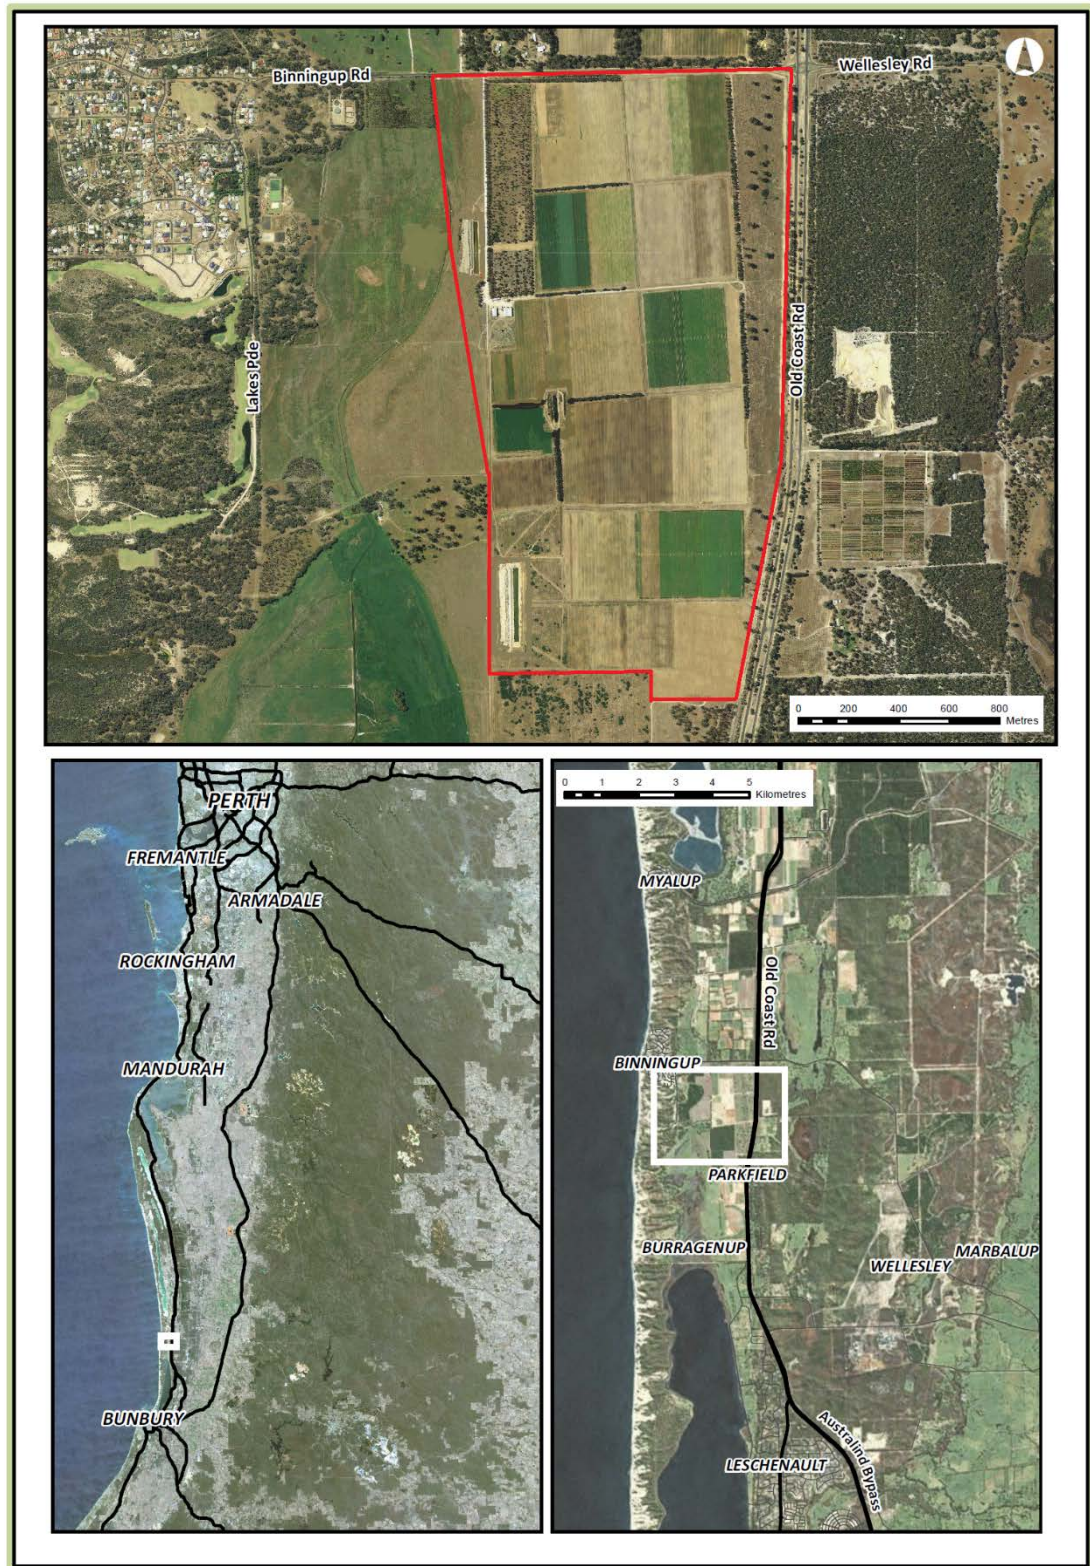 Binningup Rd
Wellesley Rd
Lakes Pde
Old Coast Rd
0 200 400 600 800
Metres
PERTH
FREMANTLE
ARMADALE
ROCKINGHAM
MANDURAH
BUNBURY
0 1 2 3 4 5
Kilometres
MYALUP
Old Coast Rd
BINNINGUP
PARKFIELD
BURRAGENUP
WELLESLEY
MARBALUP
LESCHENAULT
Australind Bypass